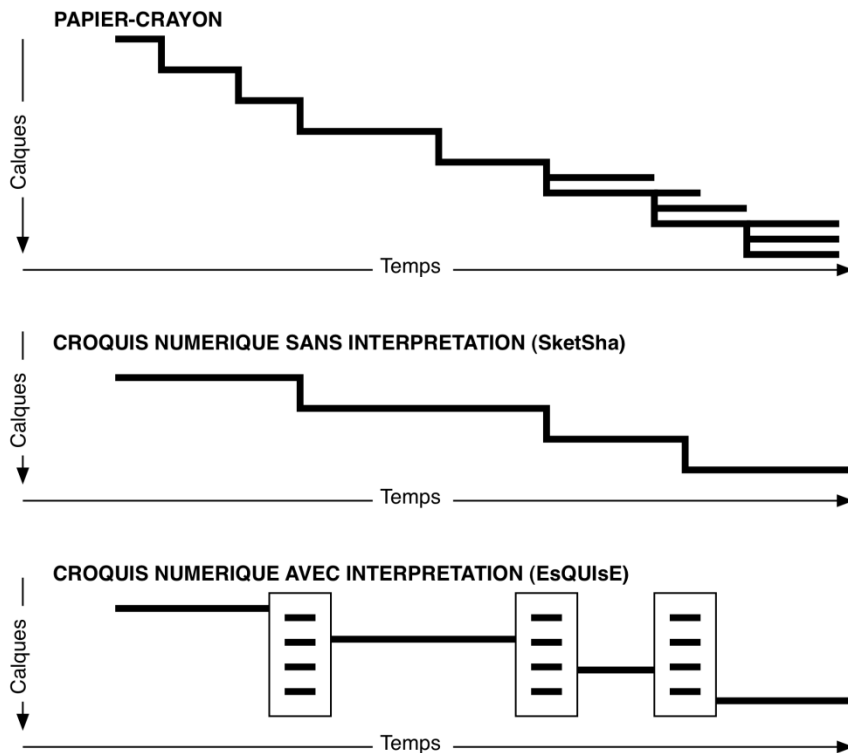 PAPIER-CRAYON
Calques
Temps
CROQUIS NUMERIQUE SANS INTERPRETATION (SketSha)
Calques
Temps
CROQUIS NUMERIQUE AVEC INTERPRETATION (EsQUIsE)
Calques
Temps